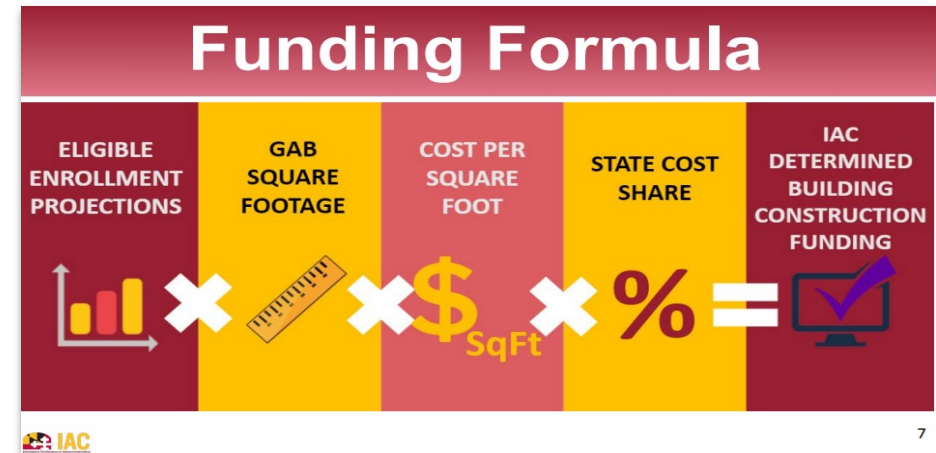 Funding Formula
ELIGIBLE
ENROLLMENT
PROJECTIONS
GAB
SQUARE
FOOTAGE
COST PER
SQUARE
FOOT
STATE COST
SHARE
IAC
DETERMINED
BUILDING
CONSTRUCTION
FUNDING
$
SqFt
%
IAC
7